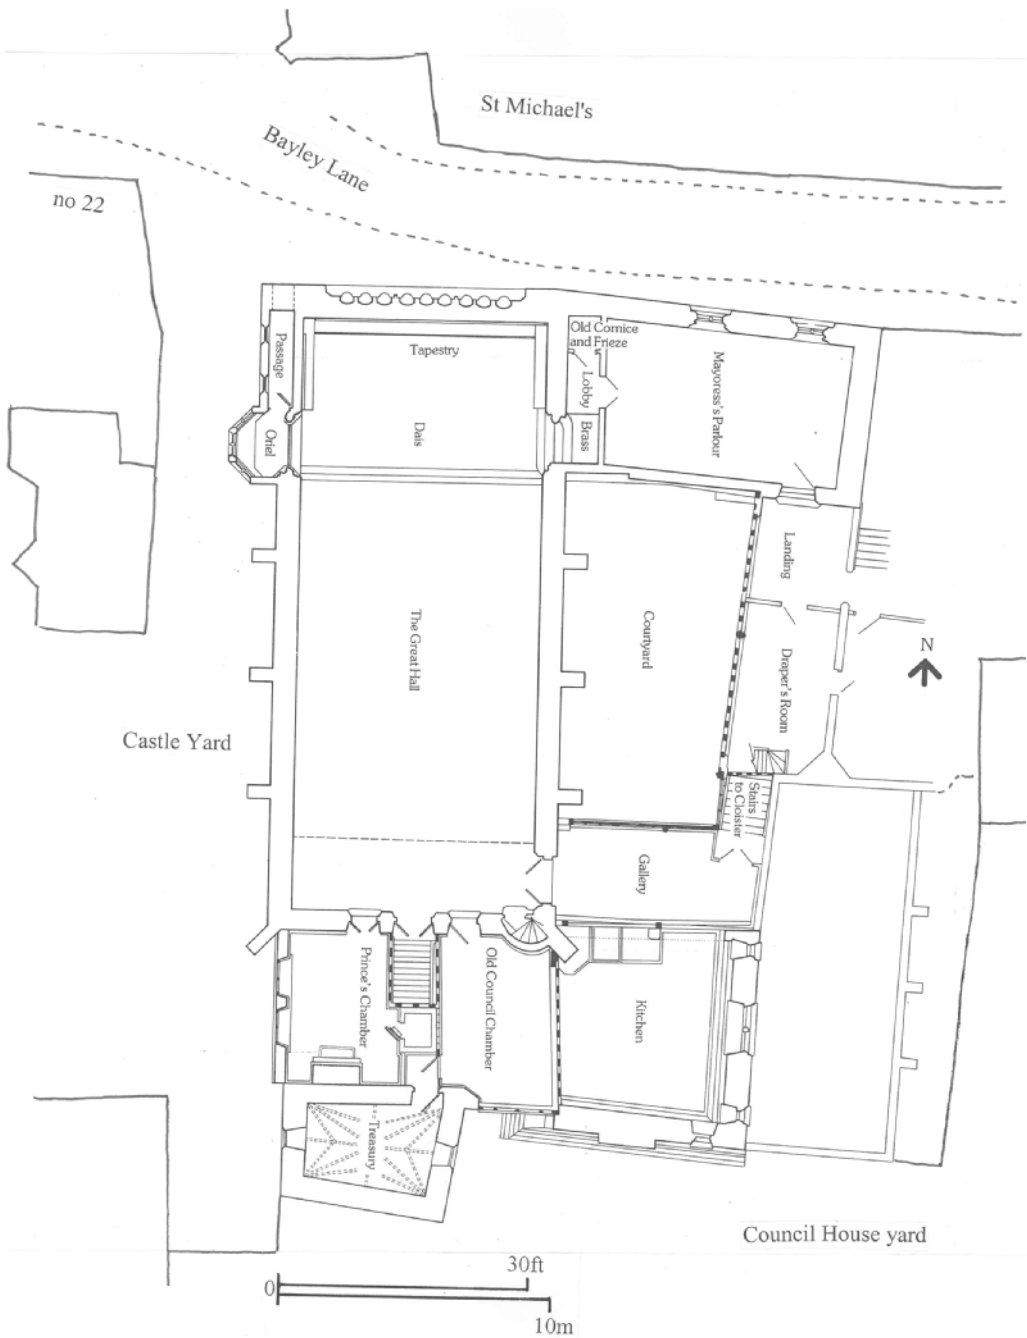 St Michael's
Bayley Lane
no 22
Old Cornice
and Frieze
Passage
Tapestry
Lobby
Mayoress's Parlour
Oriel
Dais
Brass
Landing
The Great Hall
Courtyard
N
Draper's Room
Castle Yard
Stairs
to Cloister
Gallery
Prince's Chamber
Old Council Chamber
Kitchen
Treasury
Council House yard
30ft
0
10m